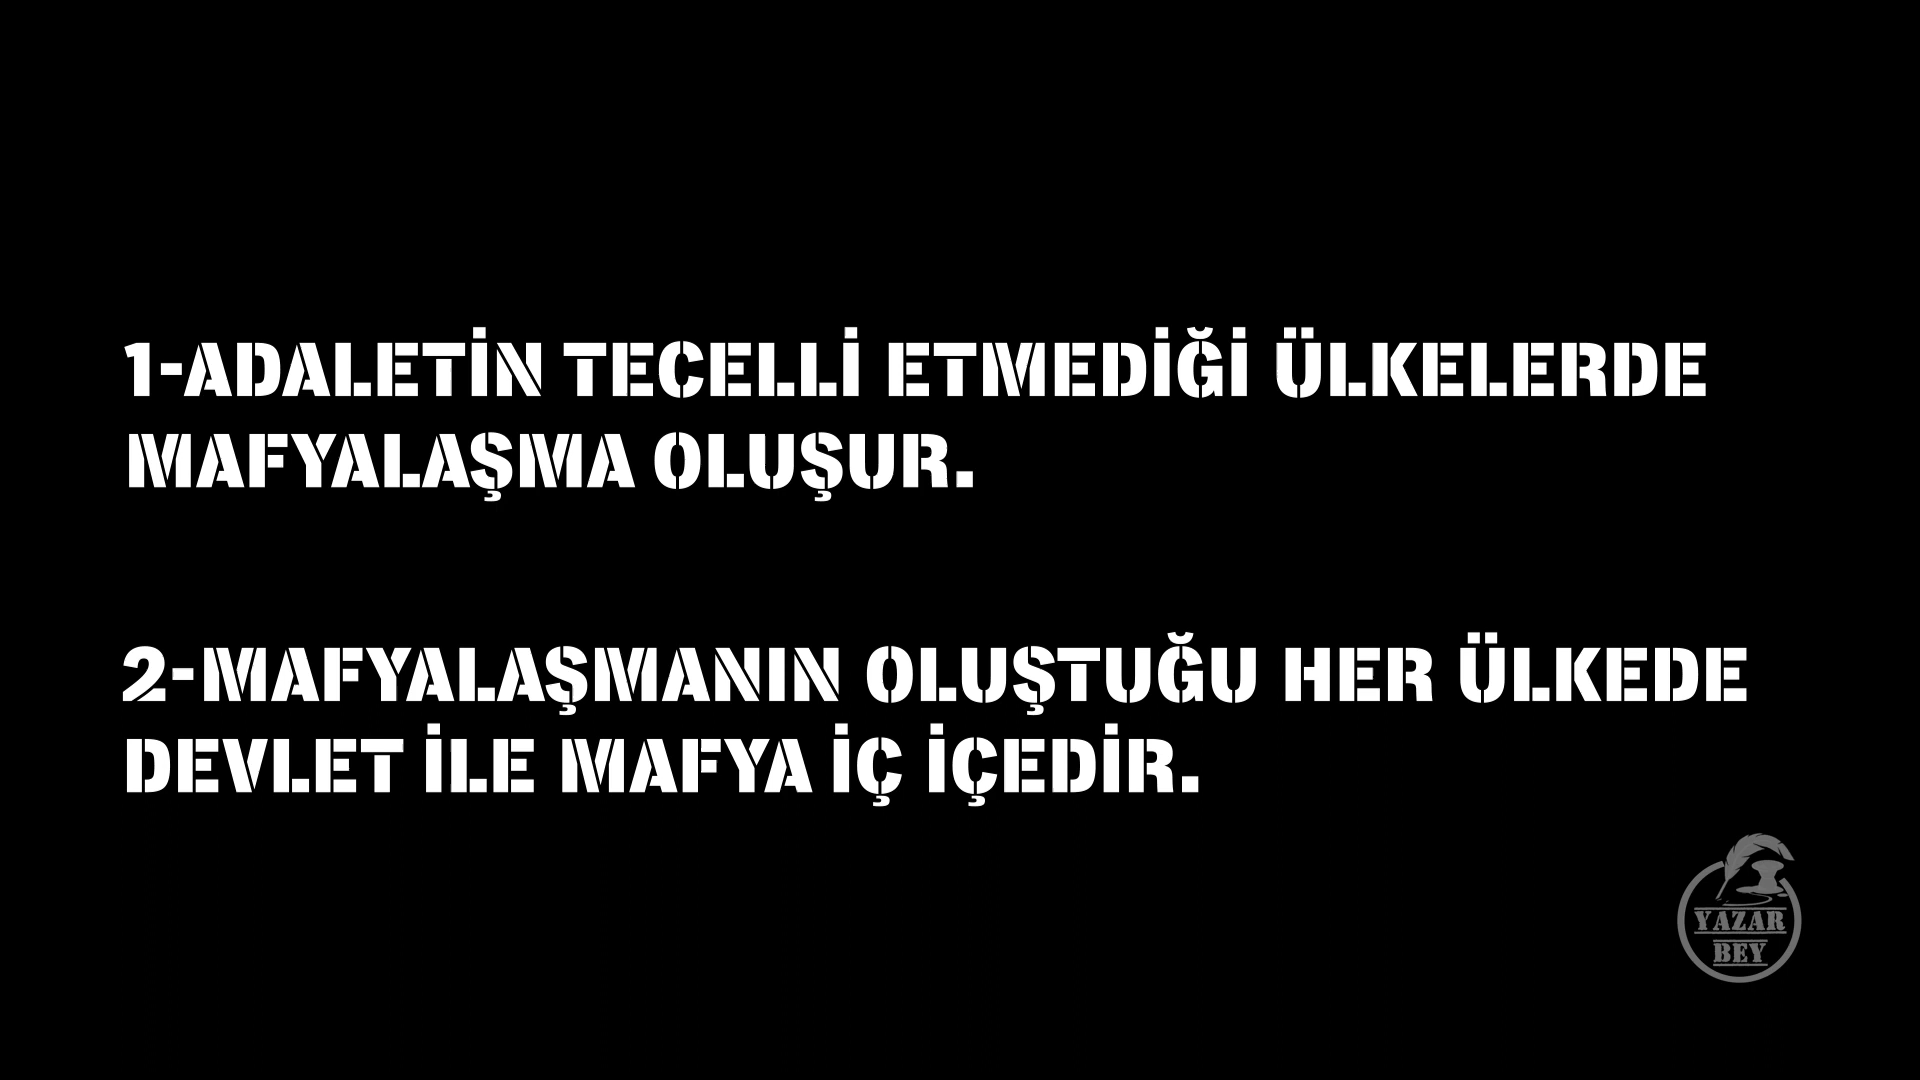 1-ADALETİN TECELLİ ETMEDİĞİ ÜLKELERDE
MAFYALAŞMA OLUŞUR.
2-MAFYALAŞMANIN OLUŞTUĞU HER ÜLKEDE
DEVLET İLE MAFYA İÇ İÇEDİR.
YAZAR
BEY